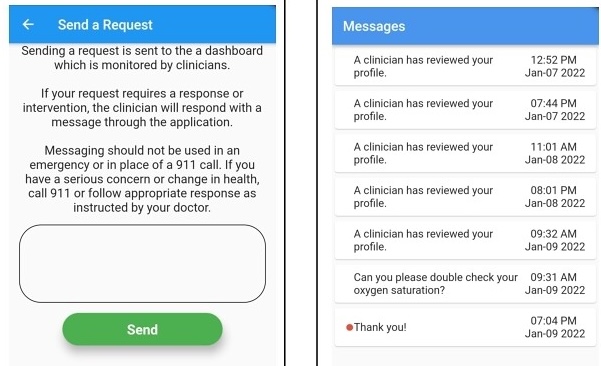 Send a Request
Sending a request is sent to the a dashboard
which is monitored by clinicians.
If your request requires a response or
intervention, the clinician will respond with a
message through the application.
Messaging should not be used in an
emergency or in place of a 911 call. If you
have a serious concern or change in health,
call 911 or follow appropriate response as
instructed by your doctor.
Send
Messages
A clinician has reviewed your
profile.
12:52 PM
Jan-07 2022
A clinician has reviewed your
profile.
07:44 PM
Jan-07 2022
A clinician has reviewed your
profile.
11:01 AM
Jan-08 2022
A clinician has reviewed your
profile.
08:01 PM
Jan-08 2022
A clinician has reviewed your
profile.
09:32 AM
Jan-09 2022
Can you please double check your
oxygen saturation?
09:31 AM
Jan-09 2022
Thank you!
07:04 PM
Jan-09 2022